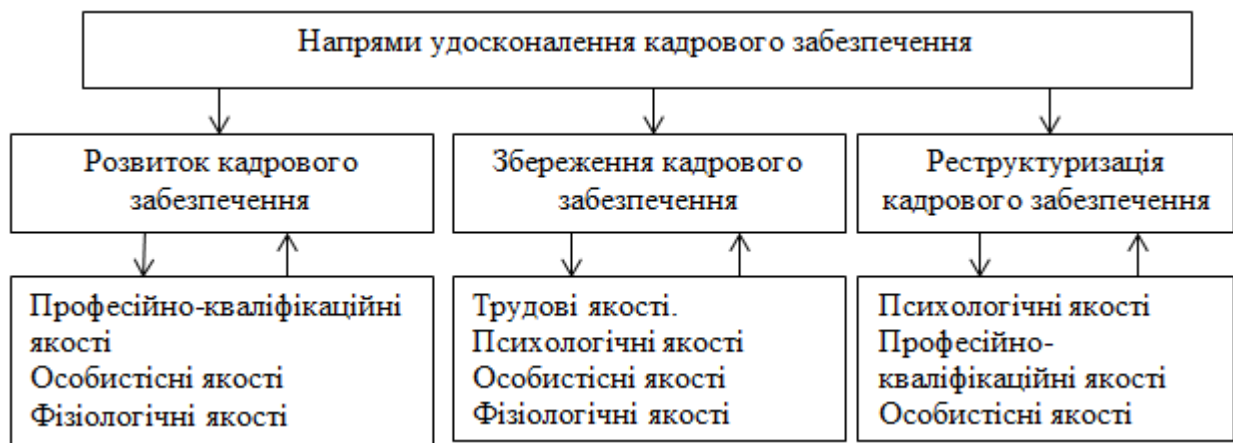 Напрями удосконалення кадрового забезпечення
Розвиток кадрового
забезпечення
Збереження кадрового
забезпечення
Реструктуризація
кадрового забезпечення
Професійно-кваліфікаційні
якості
Особистісні якості
Фізіологічні якості
Трудові якості.
Психологічні якості
Особистісні якості
Фізіологічні якості
Психологічні якості
Професійно-
кваліфікаційні якості
Особистісні якості